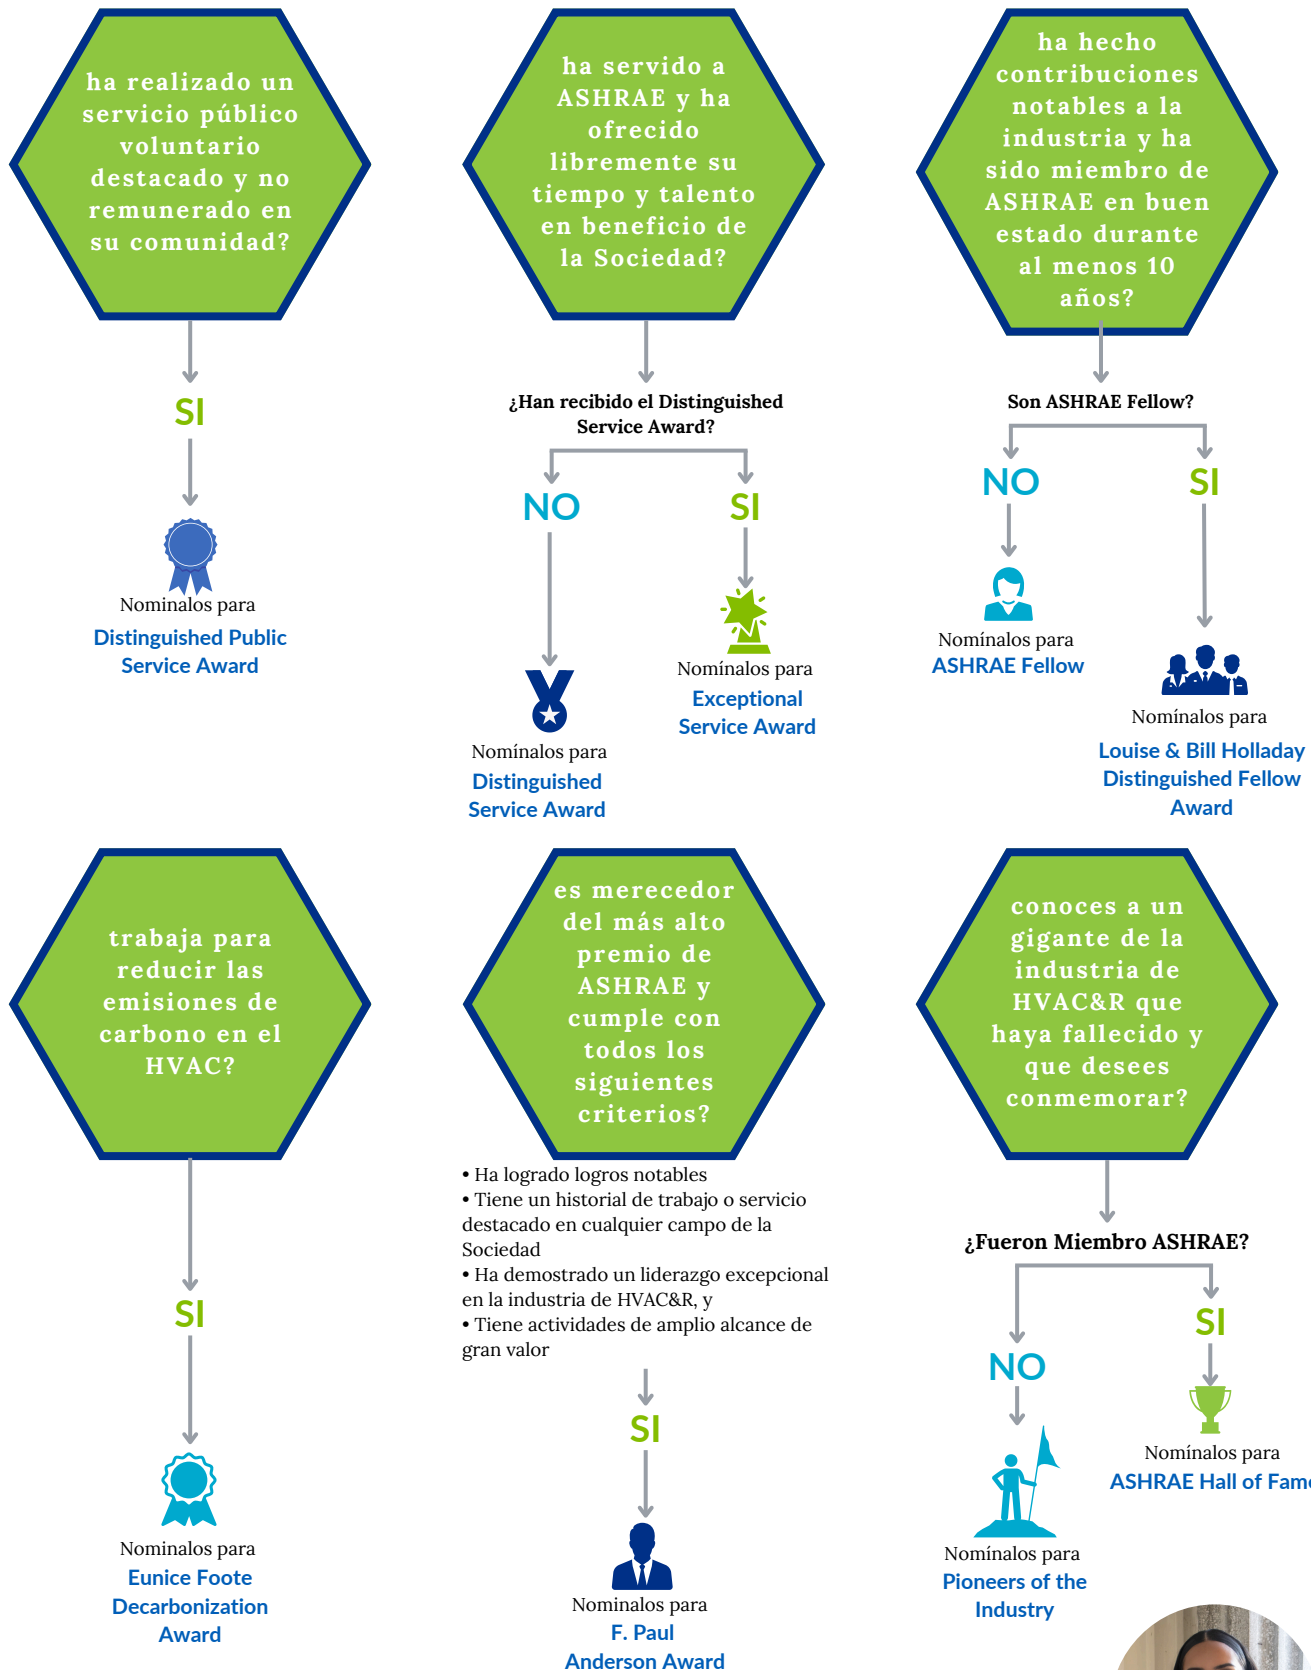 ha realizado un
servicio público
voluntario
destacado y no
remunerado en
su comunidad?
SI
Nominalos para
Distinguished Public
Service Award
ha servido a
ASHRAE y ha
ofrecido
libremente su
tiempo y talento
en beneficio de
la Sociedad?
¿Han recibido el Distinguished
Service Award?
NO
SI
Nomínalos para
Distinguished
Service Award
Nomínalos para
Exceptional
Service Award
ha hecho
contribuciones
notables a la
industria y ha
sido miembro de
ASHRAE en buen
estado durante
al menos 10
años?
Son ASHRAE Fellow?
NO
SI
Nomínalos para
ASHRAE Fellow
Nomínalos para
Louise & Bill Holladay
Distinguished Fellow
Award
trabaja para
reducir las
emisiones de
carbono en el
HVAC?
SI
Nominalos para
Eunice Foote
Decarbonization
Award
es merecedor
del más alto
premio de
ASHRAE y
cumple con
todos los
siguientes
criterios?
• Ha logrado logros notables
• Tiene un historial de trabajo o servicio
destacado en cualquier campo de la
Sociedad
• Ha demostrado un liderazgo excepcional
en la industria de HVAC&R, y
• Tiene actividades de amplio alcance de
gran valor
SI
Nominalos para
F. Paul
Anderson Award
conoces a un
gigante de la
industria de
HVAC&R que
haya fallecido y
que desees
conmemorar?
¿Fueron Miembro ASHRAE?
NO
SI
Nomínalos para
Pioneers of the
Industry
Nomínalos para
ASHRAE Hall of Fame